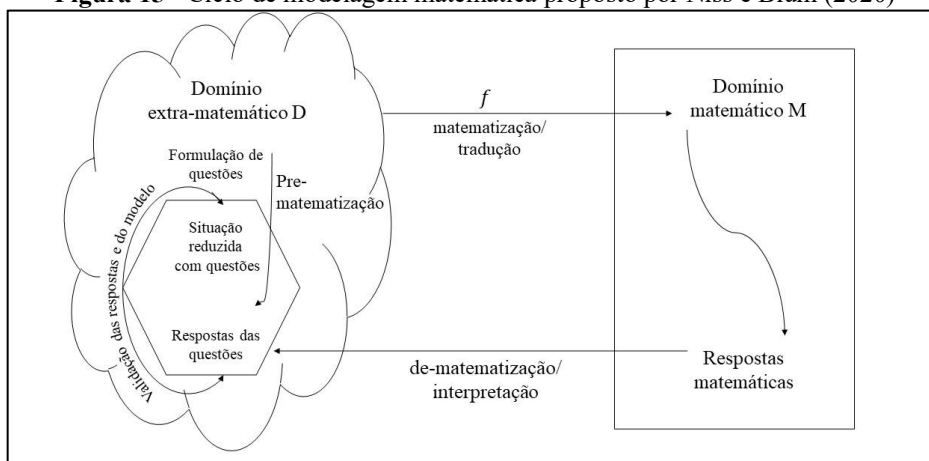 Figura 15 - Ciclo de modelagem matemática proposto por Niss e Blum (2020)
Domínio
extra-matemático D
Formulação de
questões
Pre-
matematização
Situação
reduzida
com questões
Respostas das
questões
Validação das respostas e do modelo
f
matematização/
tradução
Domínio
matemático M
Respostas
matemáticas
de-matematização/
interpretação